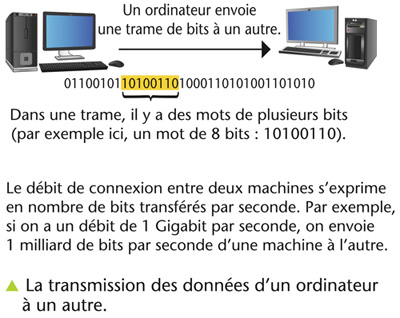 Un ordinateur envoie
une trame de bits à un autre.
01100101101001101000110101001101010
Dans une trame, il y a des mots de plusieurs bits
(par exemple ici, un mot de 8 bits : 10100110).
Le débit de connexion entre deux machines s’exprime
en nombre de bits transférés par seconde. Par exemple,
si on a un débit de 1 Gigabit par seconde, on envoie
1 milliard de bits par seconde d’une machine à l’autre.
▲ La transmission des données d’un ordinateur
à un autre.